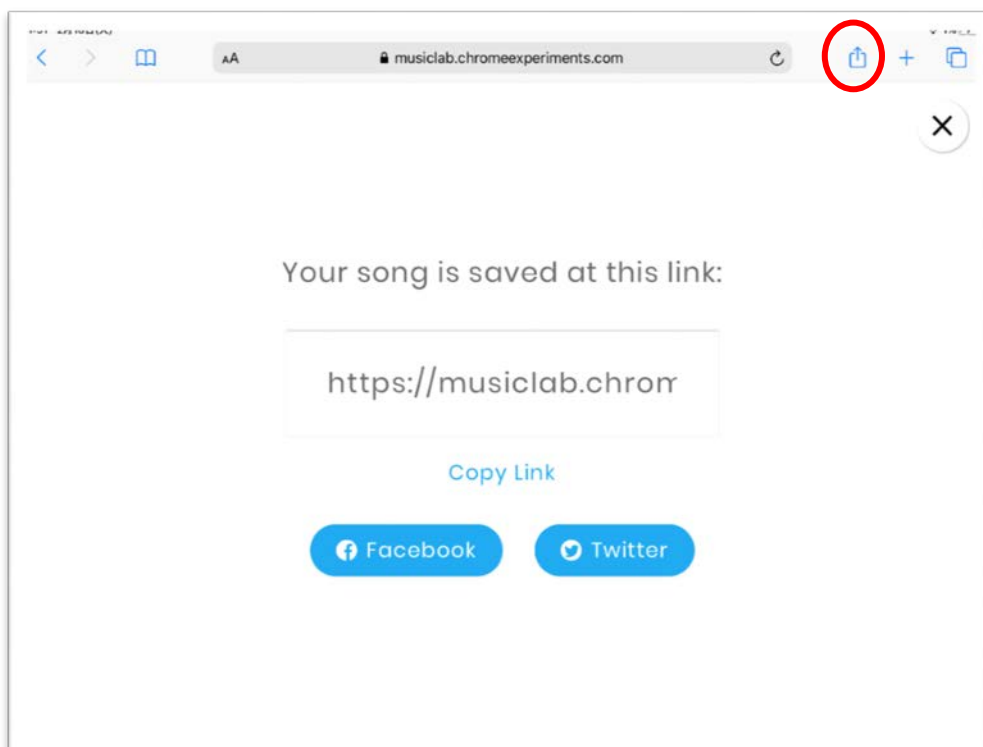 AA musiclab.chromeexperiments.com
Your song is saved at this link:
https://musiclab.chrom
Copy Link
Facebook Twitter